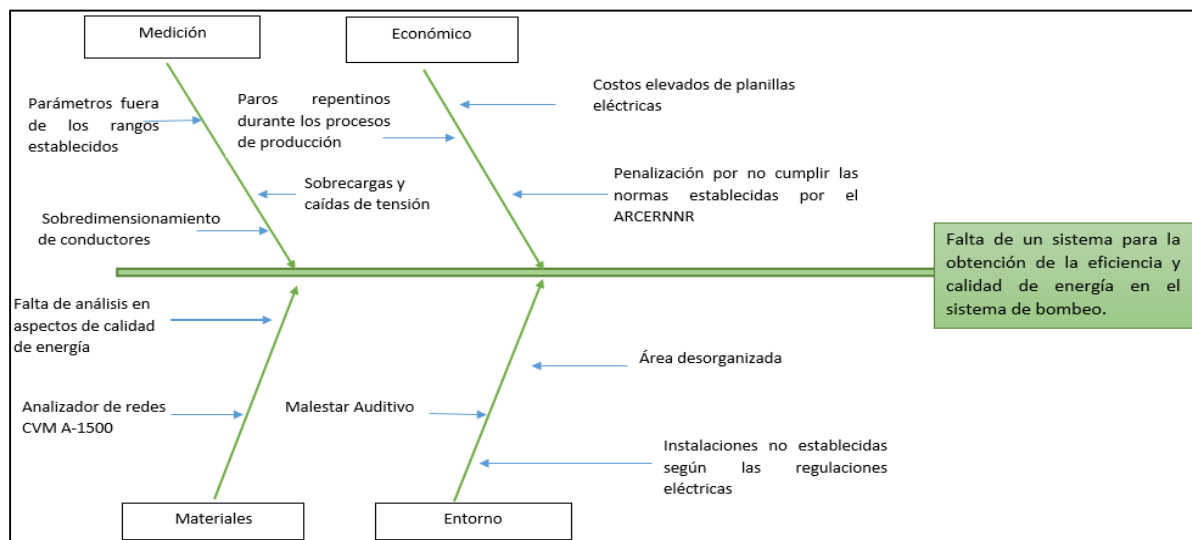 Medición
Económico
Parámetros fuera
de los rangos
establecidos
Paros repentinos
durante los procesos
de producción
Costos elevados de planillas
eléctricas
Sobrecargas y
caídas de tensión
Penalización por no cumplir las
normas establecidas por el
ARCERNNR
Sobredimensionamiento
de conductores
Falta de un sistema para la
obtención de la eficiencia y
calidad de energía en el
sistema de bombeo.
Falta de análisis en
aspectos de calidad
de energía
Área desorganizada
Analizador de redes
CVM A-1500
Malestar Auditivo
Instalaciones no establecidas
según las regulaciones
eléctricas
Materiales
Entorno